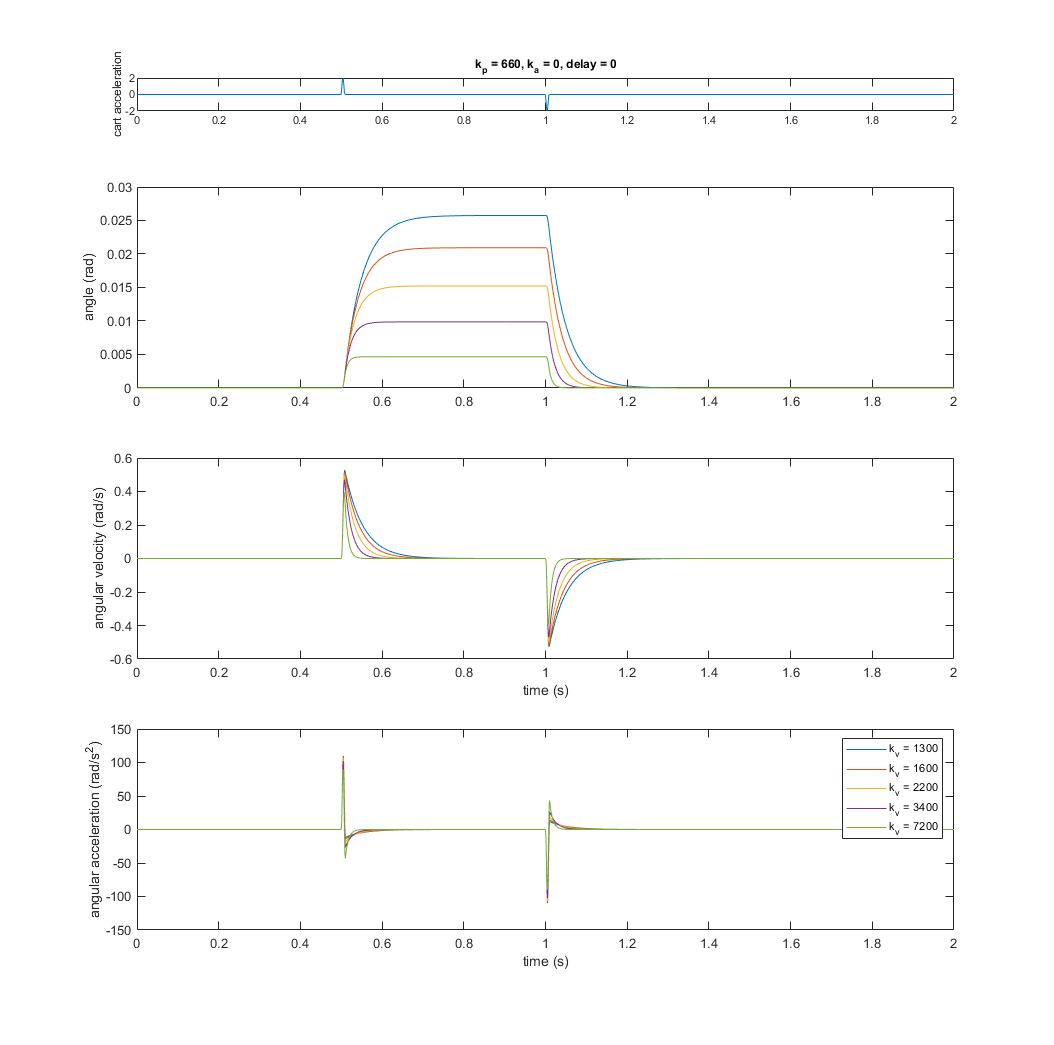 k_p = 660, k_a = 0, delay = 0
cart acceleration
2
0
-2
0 0.2 0.4 0.6 0.8 1 1.2 1.4 1.6 1.8 2
angle (rad)
0.03
0.025
0.02
0.015
0.01
0.005
0
0 0.2 0.4 0.6 0.8 1 1.2 1.4 1.6 1.8 2
angular velocity (rad/s)
0.6
0.4
0.2
0
-0.2
-0.4
-0.6
0 0.2 0.4 0.6 0.8 1 1.2 1.4 1.6 1.8 2
time (s)
angular acceleration (rad/s^2)
150
100
50
0
-50
-100
-150
k_v = 1300
k_v = 1600
k_v = 2200
k_v = 3400
k_v = 7200
0 0.2 0.4 0.6 0.8 1 1.2 1.4 1.6 1.8 2
time (s)